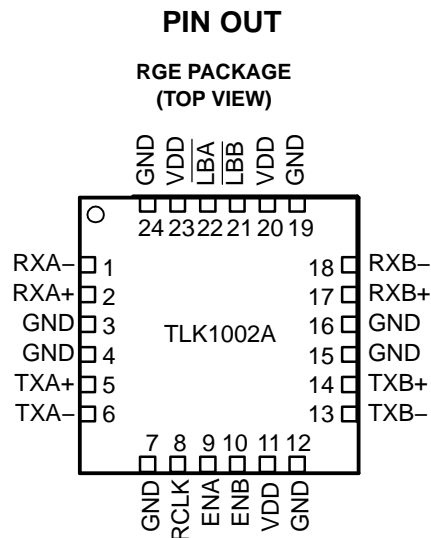 PIN OUT
RGE PACKAGE
(TOP VIEW)
GND VDD LBA LBB VDD GND
24 23 22 21 20 19
RXA− 1 18 RXB−
RXA+ 2 17 RXB+
GND 3 16 GND
GND 4 15 GND
TLK1002A
TXA+ 5 14 TXB+
TXA− 6 13 TXB−
7 8 9 10 11 12
GND RCLK ENA ENB VDD GND